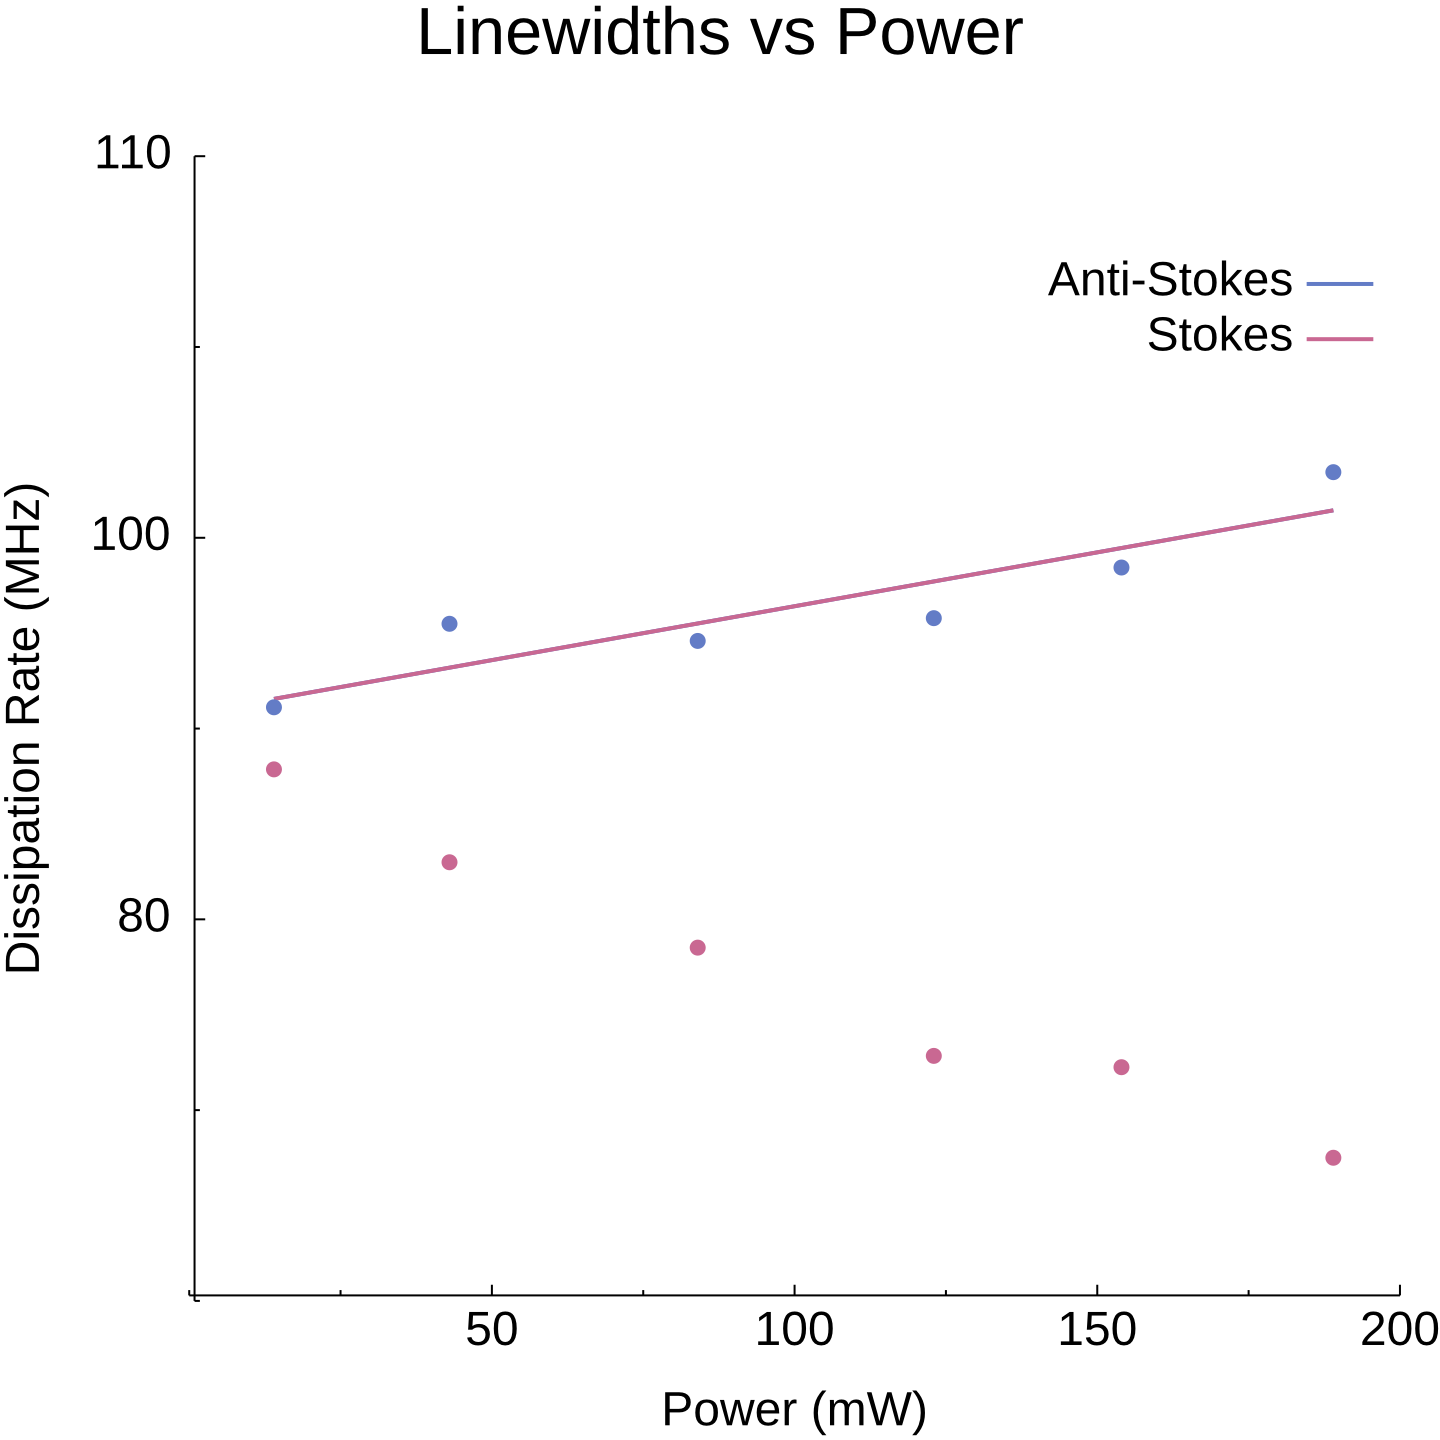 Linewidths vs Power
110
Anti-Stokes
Stokes
100
Dissipation Rate (MHz)
80
50 100 150 200
Power (mW)